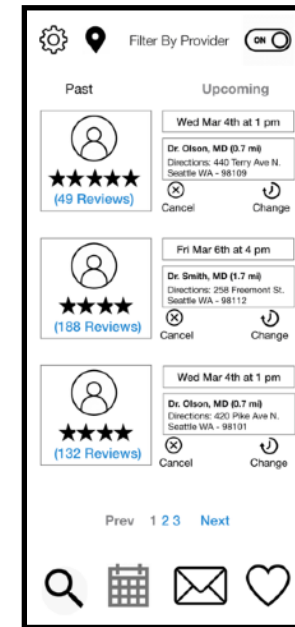 Filter By Provider
ON
Past
Upcoming
Wed Mar 4th at 1 pm
Dr. Olson, MD (0.7 mi)
Directions: 440 Terry Ave N.
Seattle WA - 98109
(49 Reviews)
Cancel
Change
Fri Mar 6th at 4 pm
Dr. Smith, MD (1.7 mi)
Directions: 258 Freemont St.
Seattle WA - 98112
(188 Reviews)
Cancel
Change
Wed Mar 4th at 1 pm
Dr. Olson, MD (0.7 mi)
Directions: 420 Pike Ave N.
Seattle WA - 98101
(132 Reviews)
Cancel
Change
Prev 1 2 3 Next